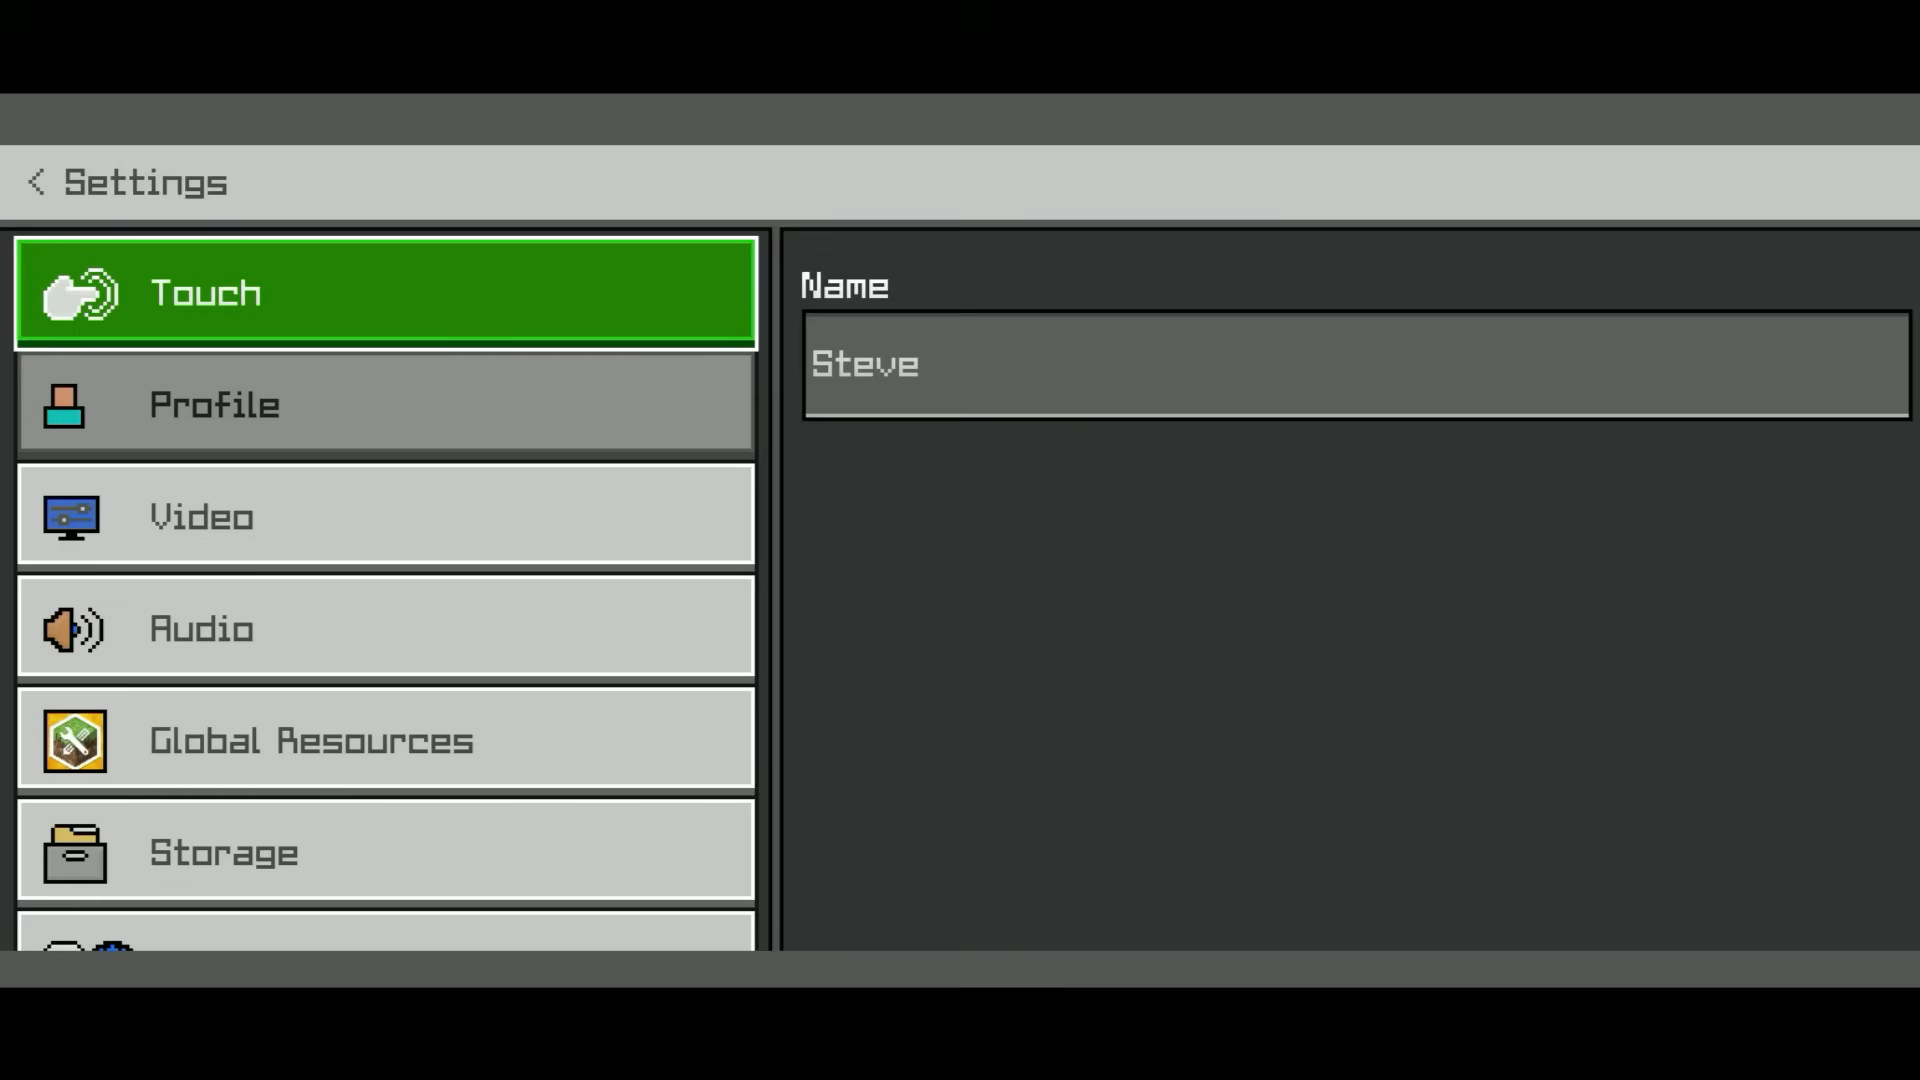 < Settings
Touch
Profile
Video
Audio
Global Resources
Storage
Name
Steve